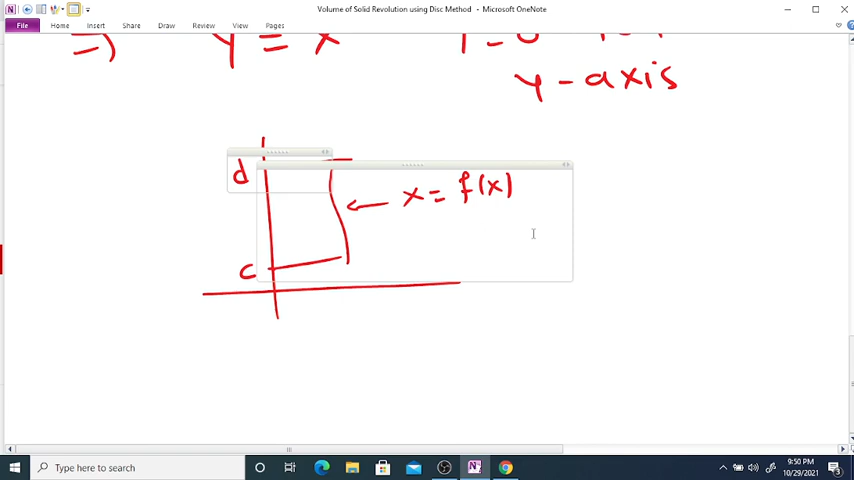 Volume of Solid Revolution using Disc Method - Microsoft OneNote
File Home Insert Share Draw Review View Pages
y = x
y - axis
d
x = f(x)
c
Type here to search
9:50 PM
10/29/2021
3